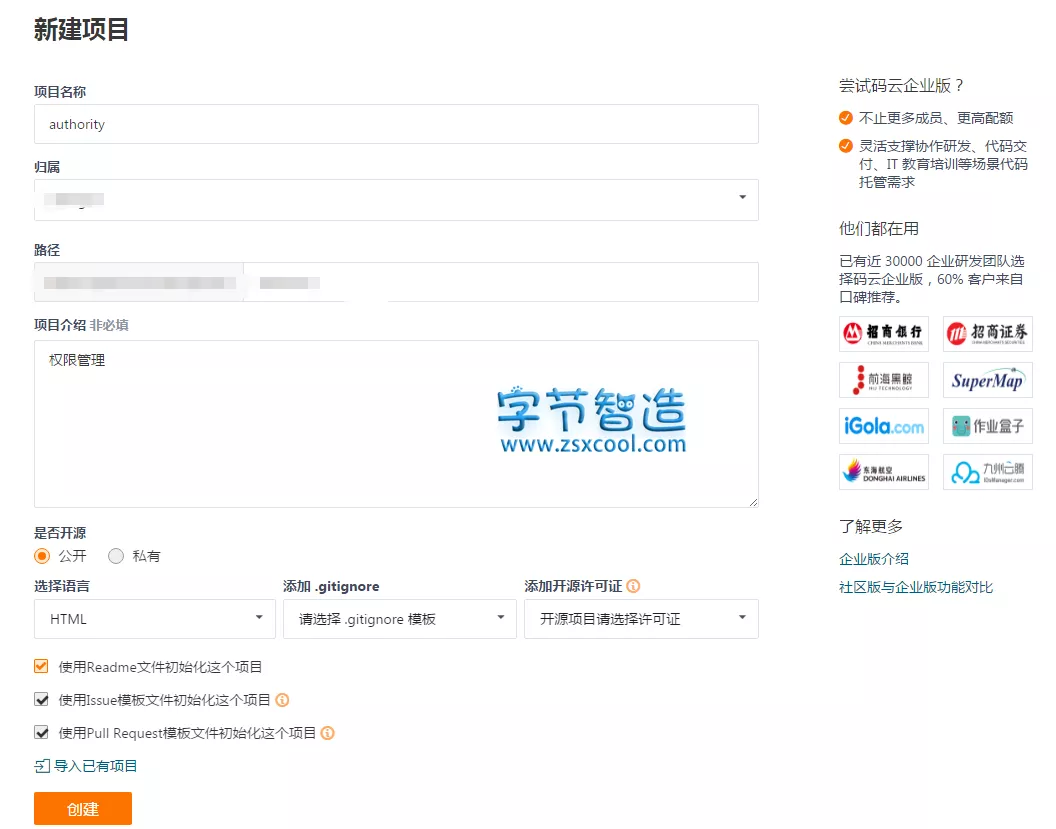 新建项目
项目名称
authority
归属
路径
项目介绍 非必填
权限管理
字节智造
www.zsxcool.com
是否开源
公开 私有
选择语言 添加 .gitignore 添加开源许可证
HTML 请选择 .gitignore 模板 开源项目请选择许可证
使用Readme文件初始化这个项目
使用Issue模板文件初始化这个项目
使用Pull Request模板文件初始化这个项目
导入已有项目
创建
尝试码云企业版？
不止更多成员、更高配额
灵活支撑协作研发、代码交
付、IT 教育培训等场景代码
托管需求
他们都在用
已有近 30000 企业研发团队选
择码云企业版，60% 客户来自
口碑推荐。
招商银行 招商证券
CHINA MERCHANTS BANK CHINA MERCHANTS SECURITIES
前海黑鲸 SuperMap
TECHNOLOGY
iGola.com 作业盒子
东海航空 九州云腾
DONGHAI AIRLINES IDsManager.com
了解更多
企业版介绍
社区版与企业版功能对比